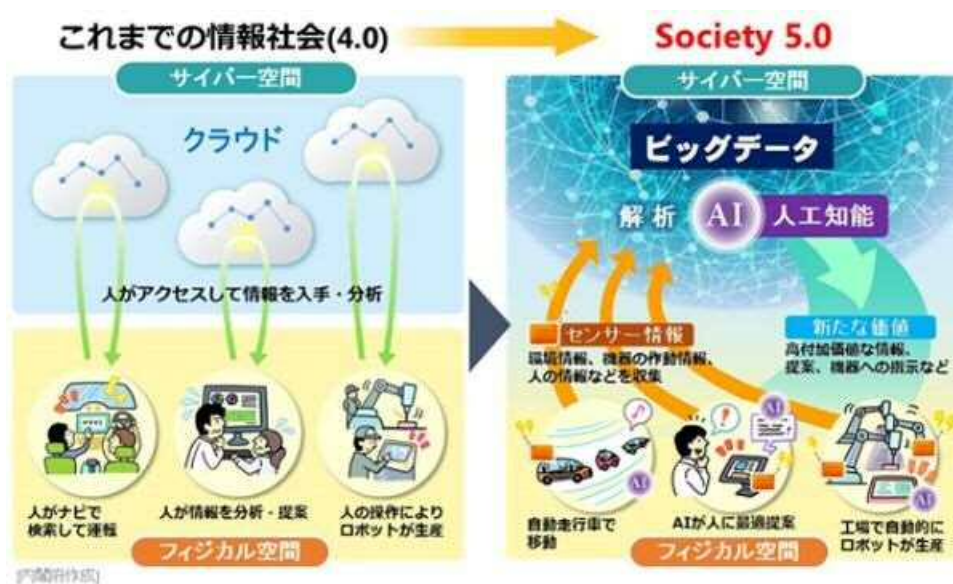 これまでの情報社会(4.0)
Society 5.0
サイバー空間
クラウド
人がアクセスして情報を入手・分析
人がナビで
検索して運転
人が情報を分析・提案
人の操作により
ロボットが生産
フィジカル空間
サイバー空間
ビッグデータ
解析 AI 人工知能
センサー情報
環境情報、機器の作動情報、
人の情報などを収集
新たな価値
高付加価値な情報、
提案、機器への指示など
AI
AI
AI
自動走行車で
移動
AIが人に最適提案
工場で自動的に
ロボットが生産
フィジカル空間
[内閣府作成]